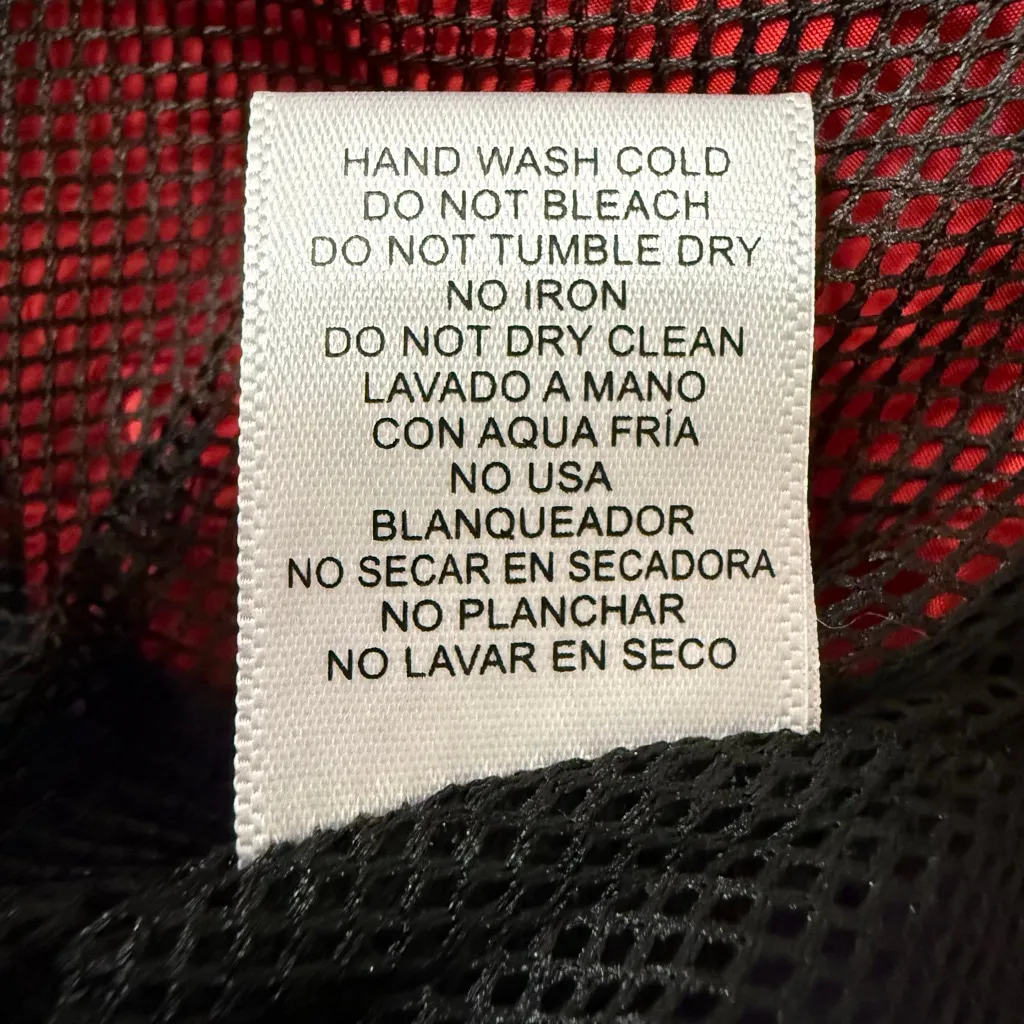 HAND WASH COLD
DO NOT BLEACH
DO NOT TUMBLE DRY
NO IRON
DO NOT DRY CLEAN
LAVADO A MANO
CON AQUA FRÍA
NO USA
BLANQUEADOR
NO SECAR EN SECADORA
NO PLANCHAR
NO LAVAR EN SECO